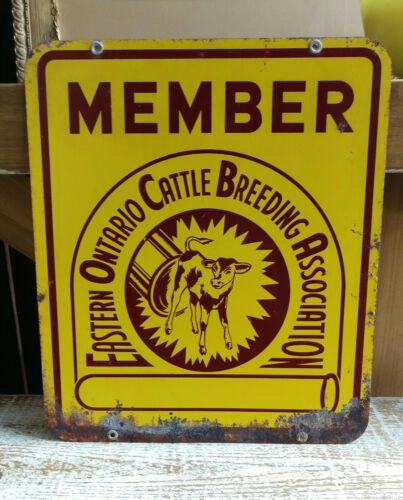 MEMBER
EASTERN ONTARIO CATTLE BREEDING ASSOCIATION